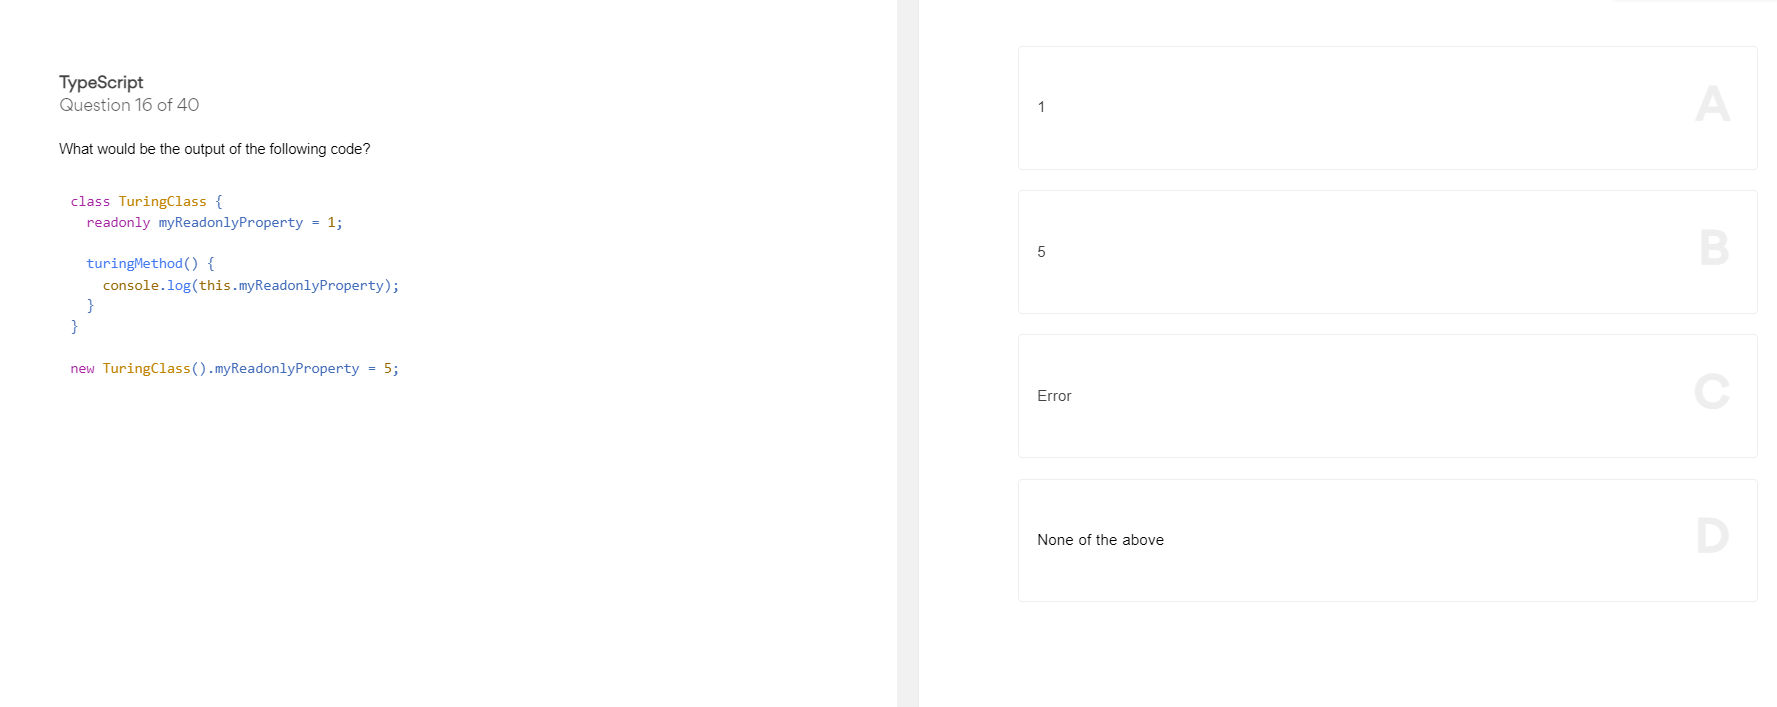 TypeScript
Question 16 of 40
What would be the output of the following code?
class TuringClass {
readonly myReadonlyProperty = 1;
turingMethod() {
console.log(this.myReadonlyProperty);
}
}
new TuringClass().myReadonlyProperty = 5;
1
A
5
B
Error
C
None of the above
D